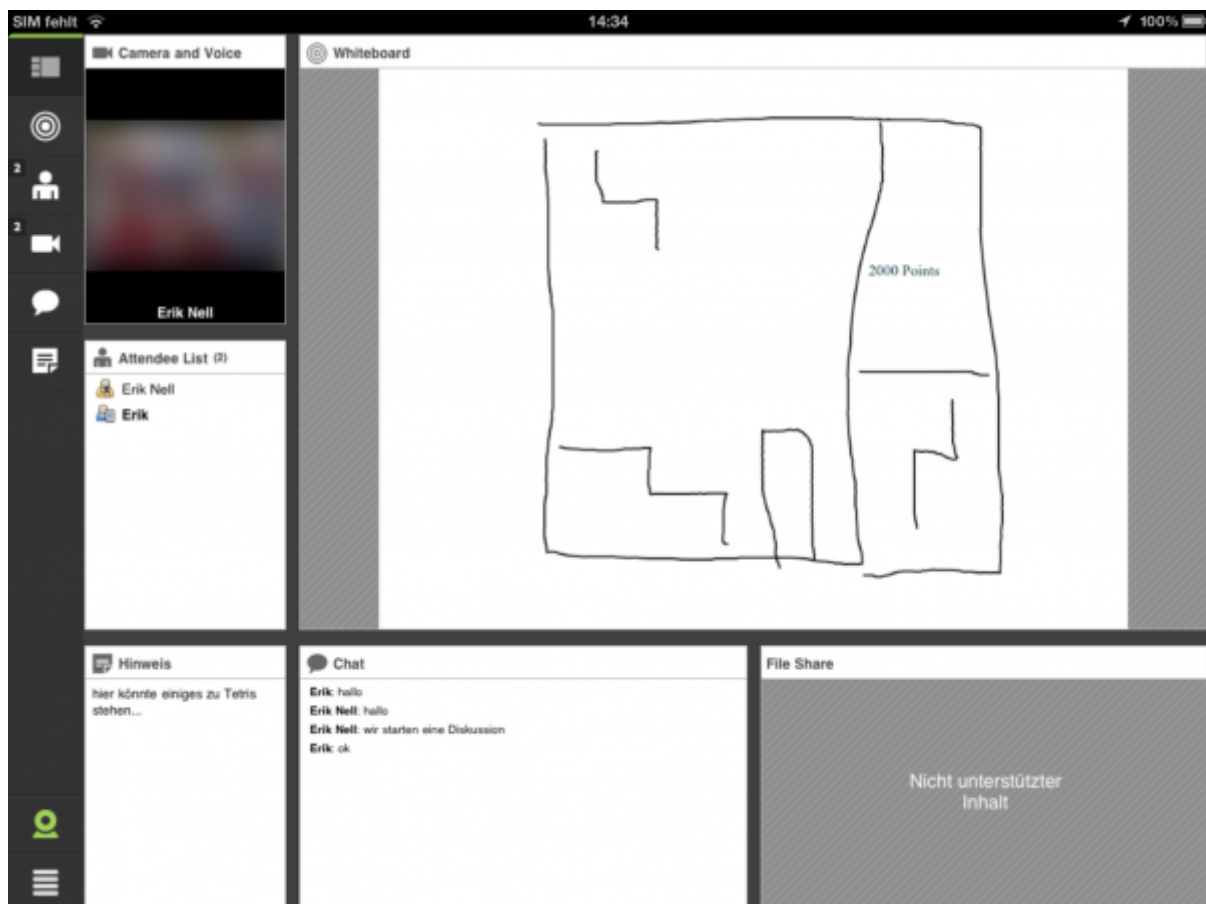 SIM fehlt
14:34
100%
Camera and Voice
Erik Nell
2
2
Attendee List (2)
Erik Nell
Erik
Whiteboard
2000 Points
Hinweis
hier könnte einiges zu Tetris
stehen...
Chat
Erik: hallo
Erik Nell: hallo
Erik Nell: wir starten eine Diskussion
Erik: ok
File Share
Nicht unterstützter
Inhalt